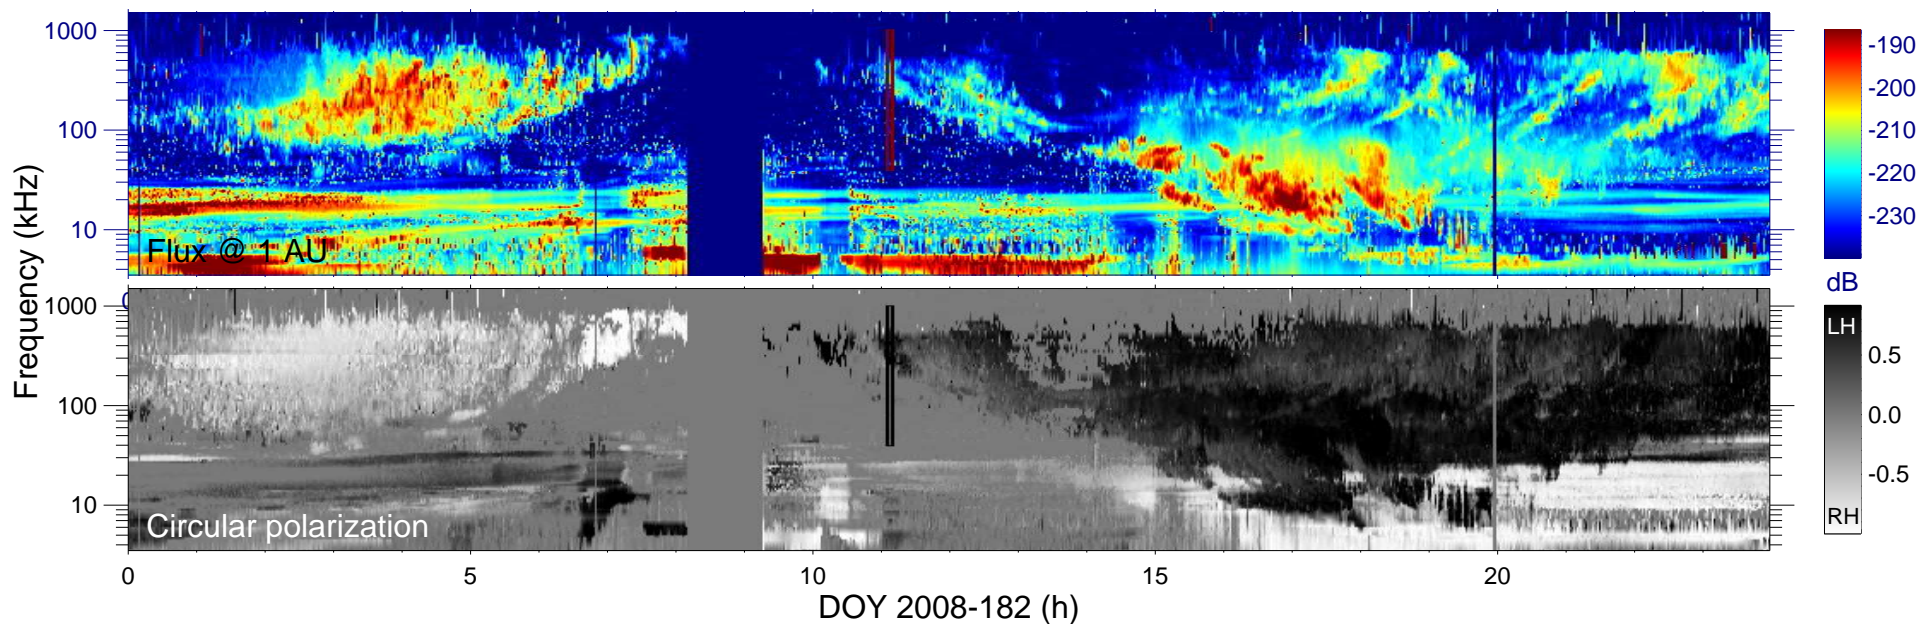 1000
100
10
Flux @ 1 AU
-190
-200
-210
-220
-230
dB
0
1000
100
10
Circular polarization
LH
0.5
0.0
-0.5
RH
Frequency (kHz)
0 5 10 15 20
DOY 2008-182 (h)